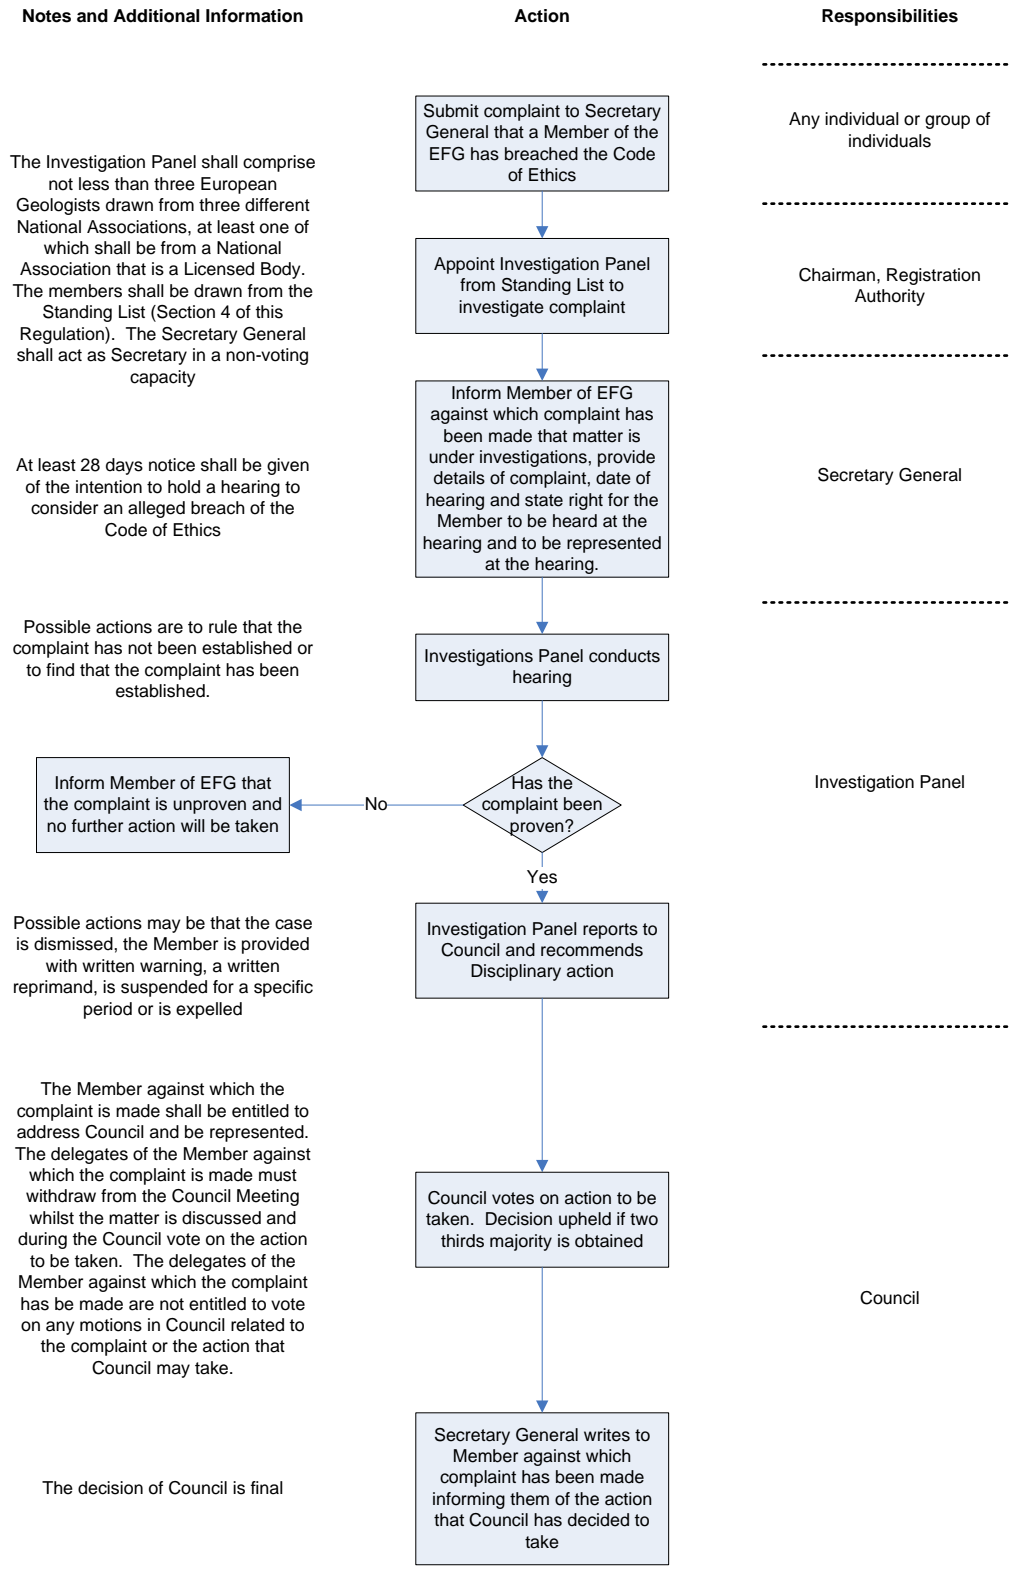 Notes and Additional Information
Action
Responsibilities
Submit complaint to Secretary
General that a Member of the
EFG has breached the Code
of Ethics
Any individual or group of
individuals
The Investigation Panel shall comprise
not less than three European
Geologists drawn from three different
National Associations, at least one of
which shall be from a National
Association that is a Licensed Body.
The members shall be drawn from the
Standing List (Section 4 of this
Regulation).  The Secretary General
shall act as Secretary in a non-voting
capacity
Appoint Investigation Panel
from Standing List to
investigate complaint
Chairman, Registration
Authority
At least 28 days notice shall be given
of the intention to hold a hearing to
consider an alleged breach of the
Code of Ethics
Inform Member of EFG
against which complaint has
been made that matter is
under investigations, provide
details of complaint, date of
hearing and state right for the
Member to be heard at the
hearing and to be represented
at the hearing.
Secretary General
Possible actions are to rule that the
complaint has not been established or
to find that the complaint has been
established.
Investigations Panel conducts
hearing
Inform Member of EFG that
the complaint is unproven and
no further action will be taken
No
Has the
complaint been
proven?
Investigation Panel
Yes
Possible actions may be that the case
is dismissed, the Member is provided
with written warning, a written
reprimand, is suspended for a specific
period or is expelled
Investigation Panel reports to
Council and recommends
Disciplinary action
The Member against which the
complaint is made shall be entitled to
address Council and be represented.
The delegates of the Member against
which the complaint is made must
withdraw from the Council Meeting
whilst the matter is discussed and
during the Council vote on the action
to be taken.  The delegates of the
Member against which the complaint
has be made are not entitled to vote
on any motions in Council related to
the complaint or the action that
Council may take.
Council votes on action to be
taken.  Decision upheld if two
thirds majority is obtained
Council
The decision of Council is final
Secretary General writes to
Member against which
complaint has been made
informing them of the action
that Council has decided to
take